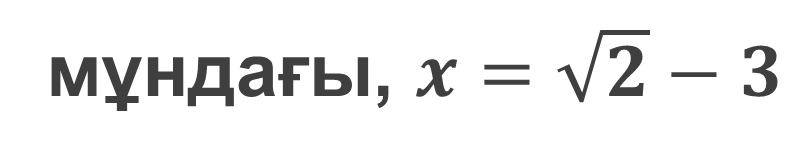 мұндағы, x = √2 − 3